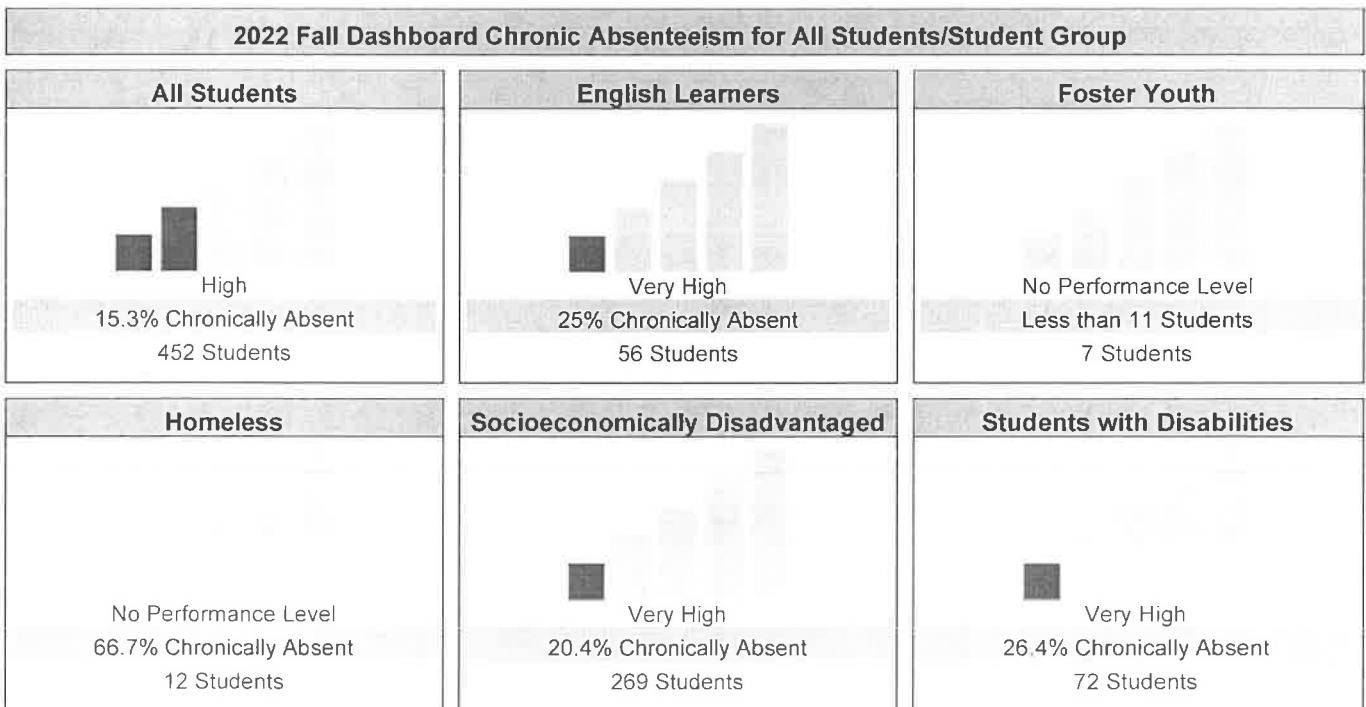 2022 Fall Dashboard Chronic Absenteeism for All Students/Student Group
All Students
High
15.3% Chronically Absent
452 Students
English Learners
Very High
25% Chronically Absent
56 Students
Foster Youth
No Performance Level
Less than 11 Students
7 Students
Homeless
No Performance Level
66.7% Chronically Absent
12 Students
Socioeconomically Disadvantaged
Very High
20.4% Chronically Absent
269 Students
Students with Disabilities
Very High
26.4% Chronically Absent
72 Students